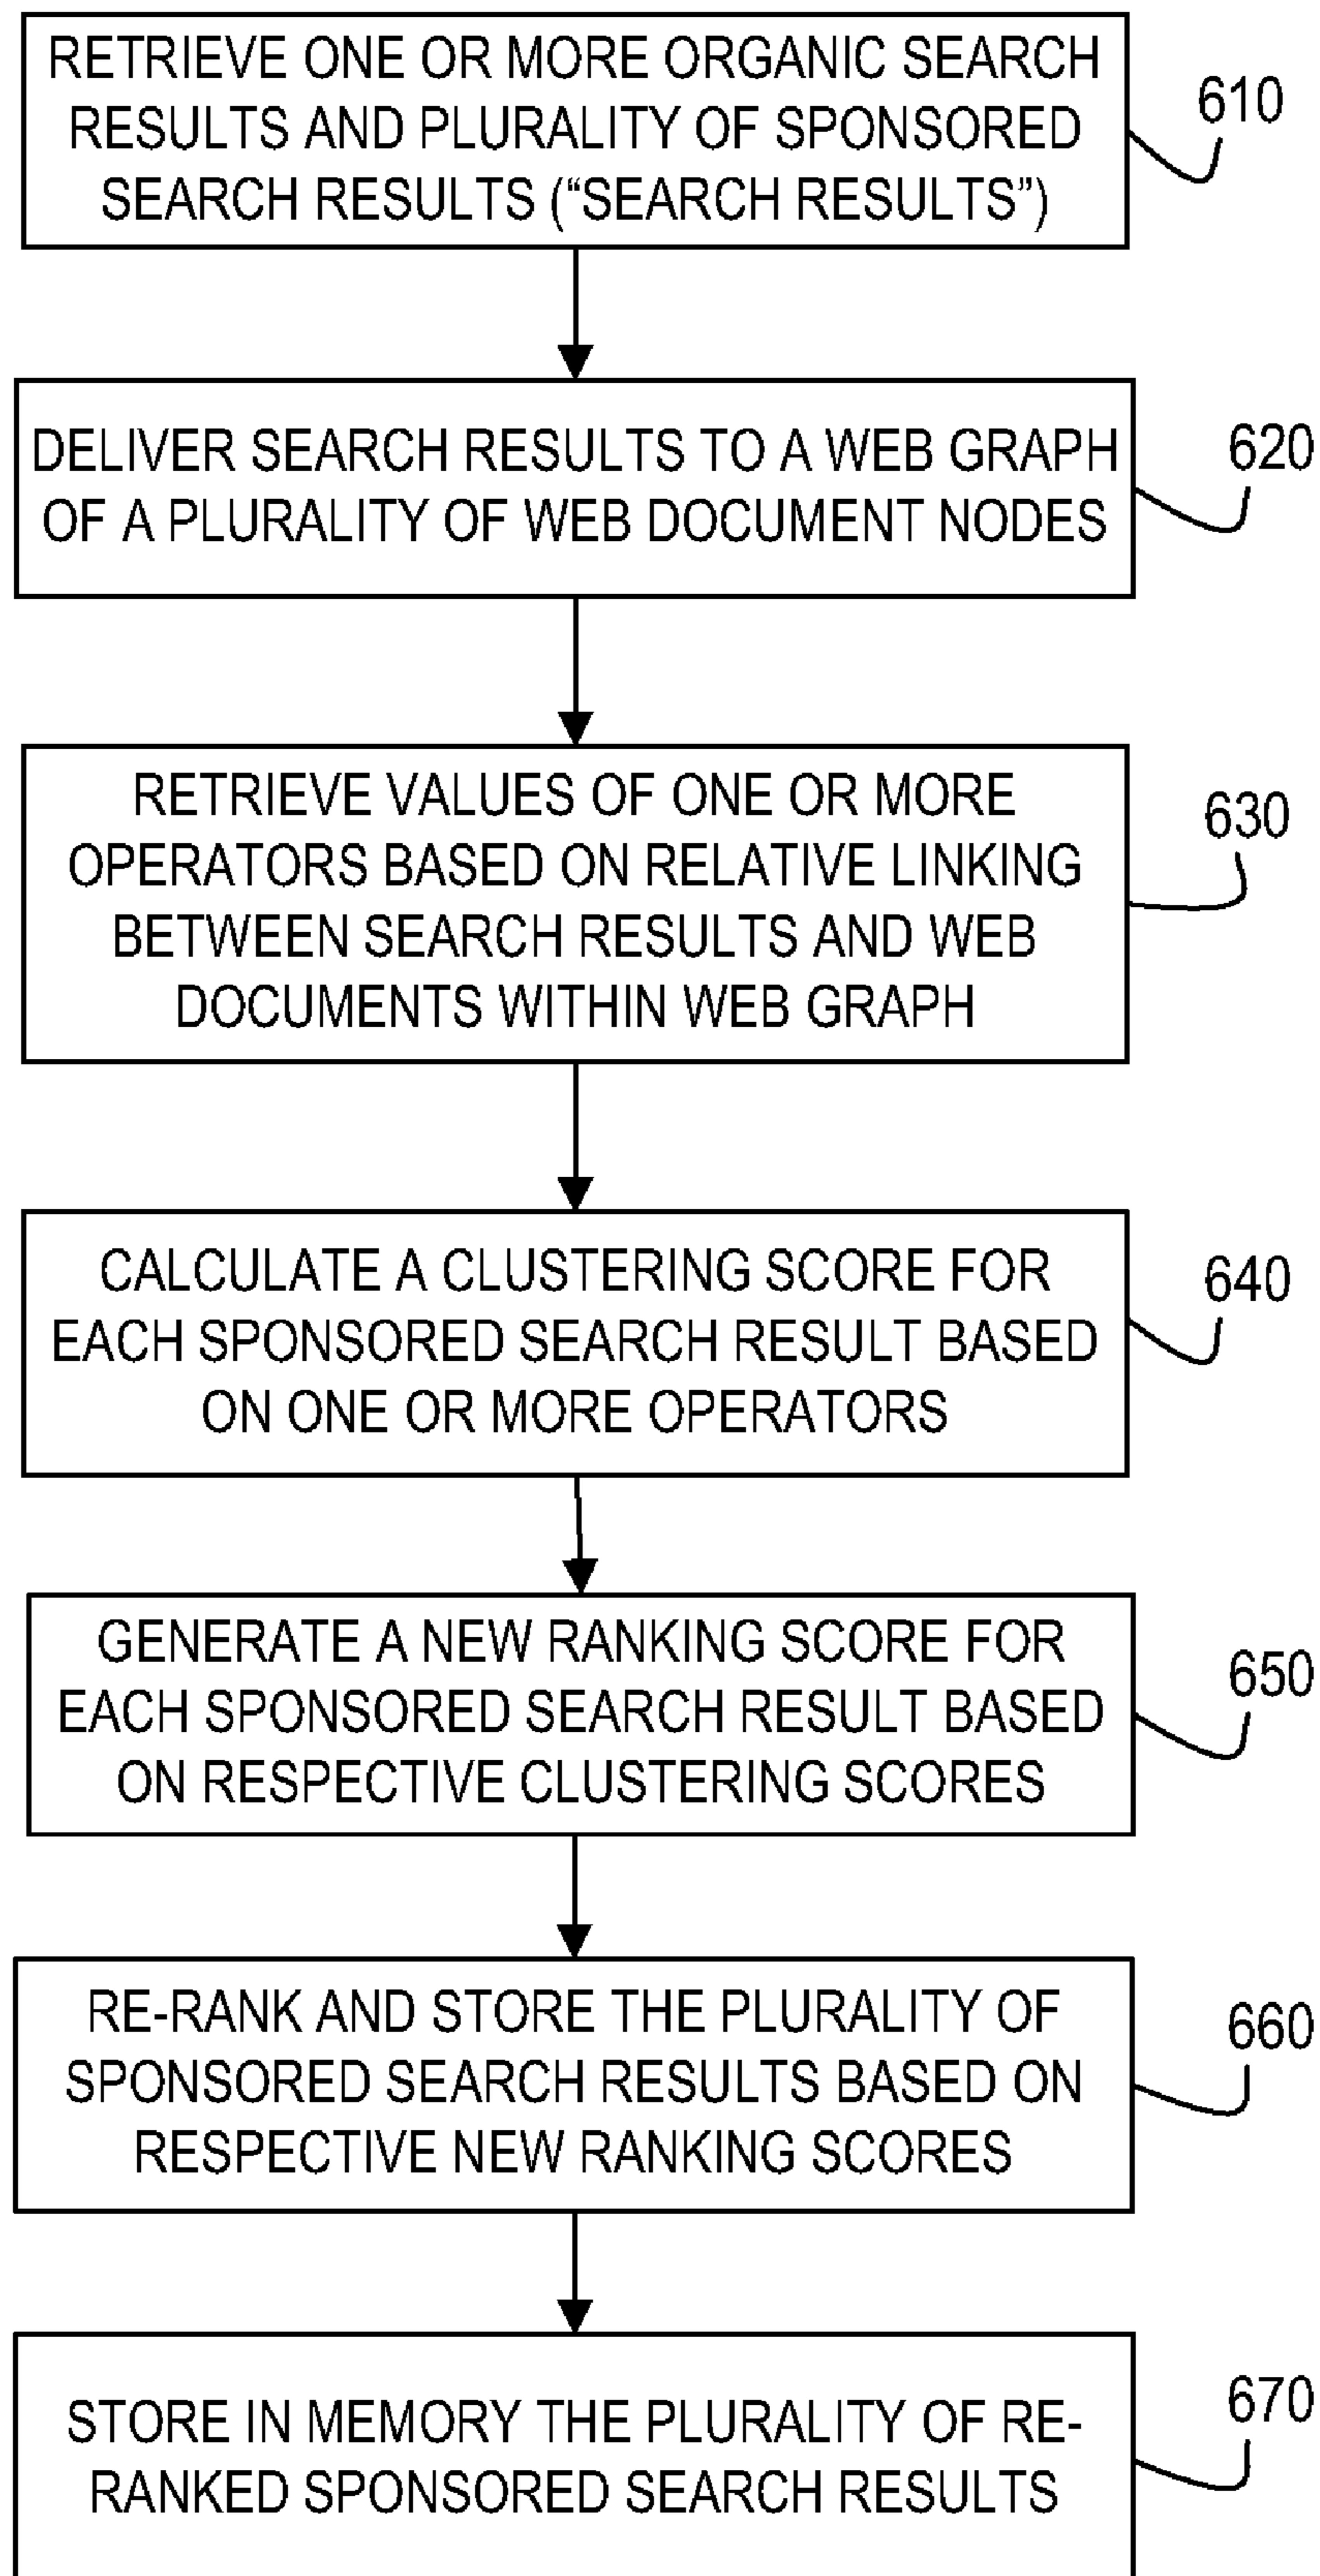 RETRIEVE ONE OR MORE ORGANIC SEARCH
RESULTS AND PLURALITY OF SPONSORED
SEARCH RESULTS (“SEARCH RESULTS”)
610
DELIVER SEARCH RESULTS TO A WEB GRAPH
OF A PLURALITY OF WEB DOCUMENT NODES
620
RETRIEVE VALUES OF ONE OR MORE
OPERATORS BASED ON RELATIVE LINKING
BETWEEN SEARCH RESULTS AND WEB
DOCUMENTS WITHIN WEB GRAPH
630
CALCULATE A CLUSTERING SCORE FOR
EACH SPONSORED SEARCH RESULT BASED
ON ONE OR MORE OPERATORS
640
GENERATE A NEW RANKING SCORE FOR
EACH SPONSORED SEARCH RESULT BASED
ON RESPECTIVE CLUSTERING SCORES
650
RE-RANK AND STORE THE PLURALITY OF
SPONSORED SEARCH RESULTS BASED ON
RESPECTIVE NEW RANKING SCORES
660
STORE IN MEMORY THE PLURALITY OF RE-
RANKED SPONSORED SEARCH RESULTS
670